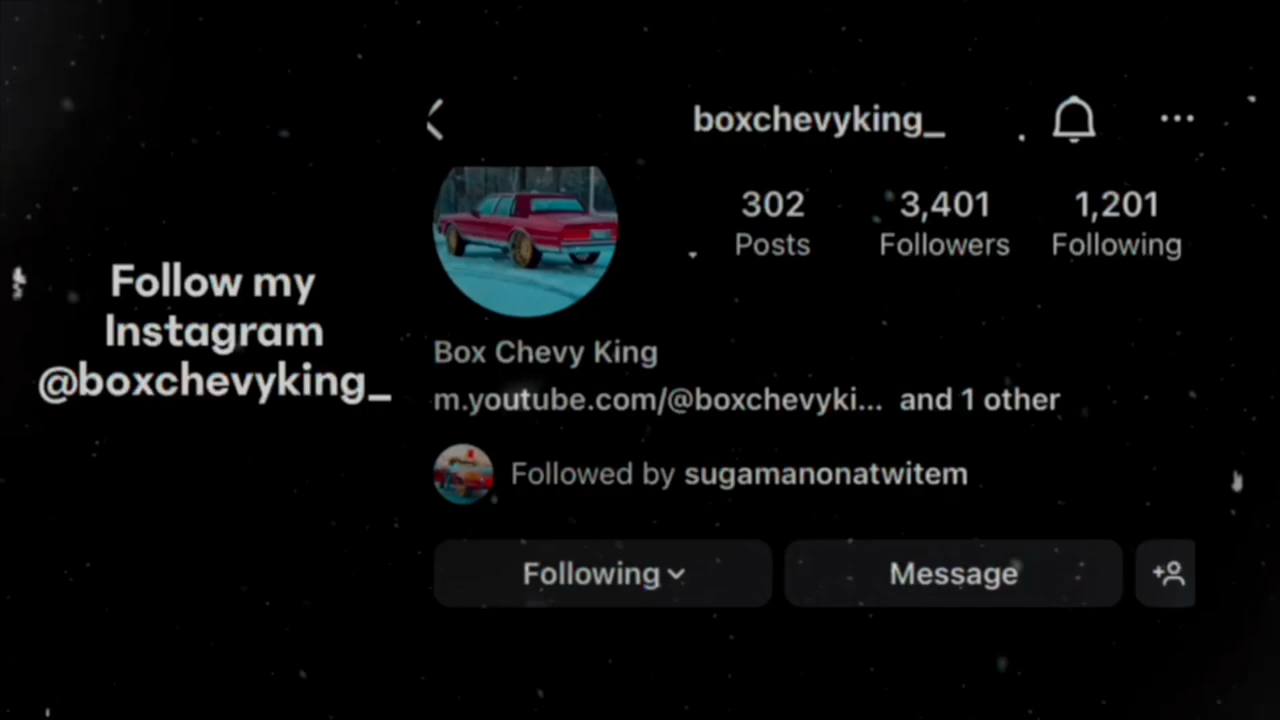 Follow my
Instagram
@boxchevyking_
boxchevyking_
302 3,401 1,201
Posts Followers Following
Box Chevy King
m.youtube.com/@boxchevyki... and 1 other
Followed by sugamanonatwitem
Following Message